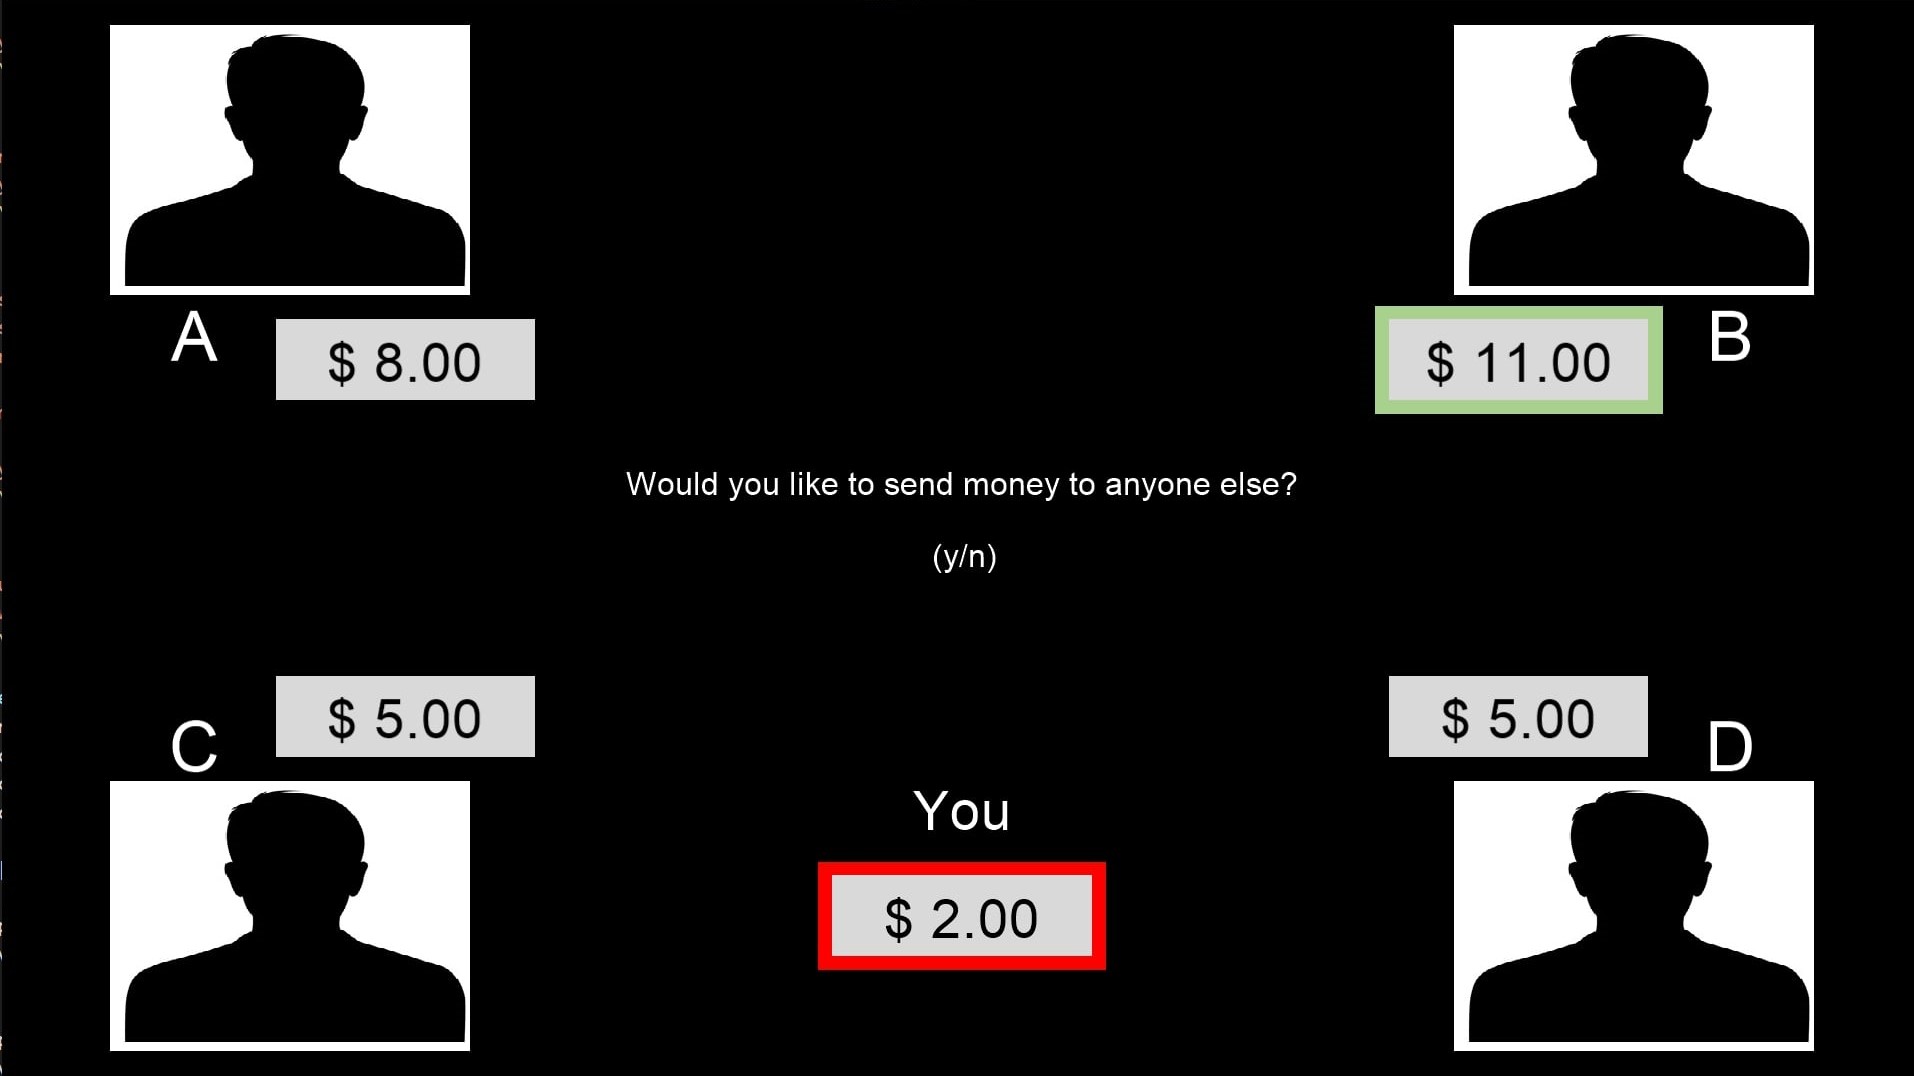 A
$ 8.00
$ 11.00
B
Would you like to send money to anyone else?
(y/n)
C
$ 5.00
$ 5.00
D
You
$ 2.00